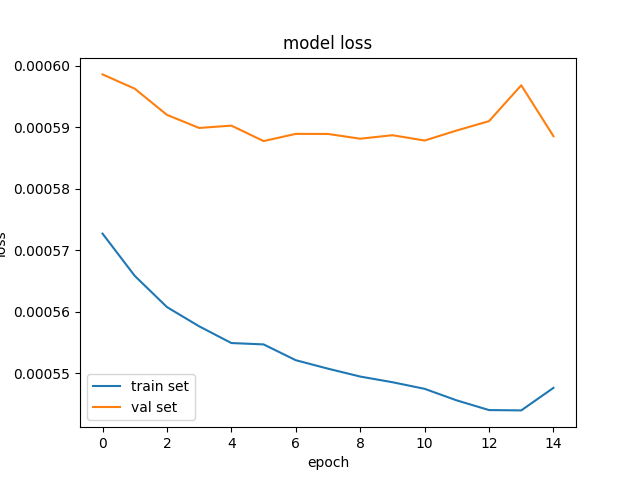 model loss
0.00060
0.00059
0.00058
0.00057
0.00056
0.00055
loss
train set
val set
0 2 4 6 8 10 12 14
epoch